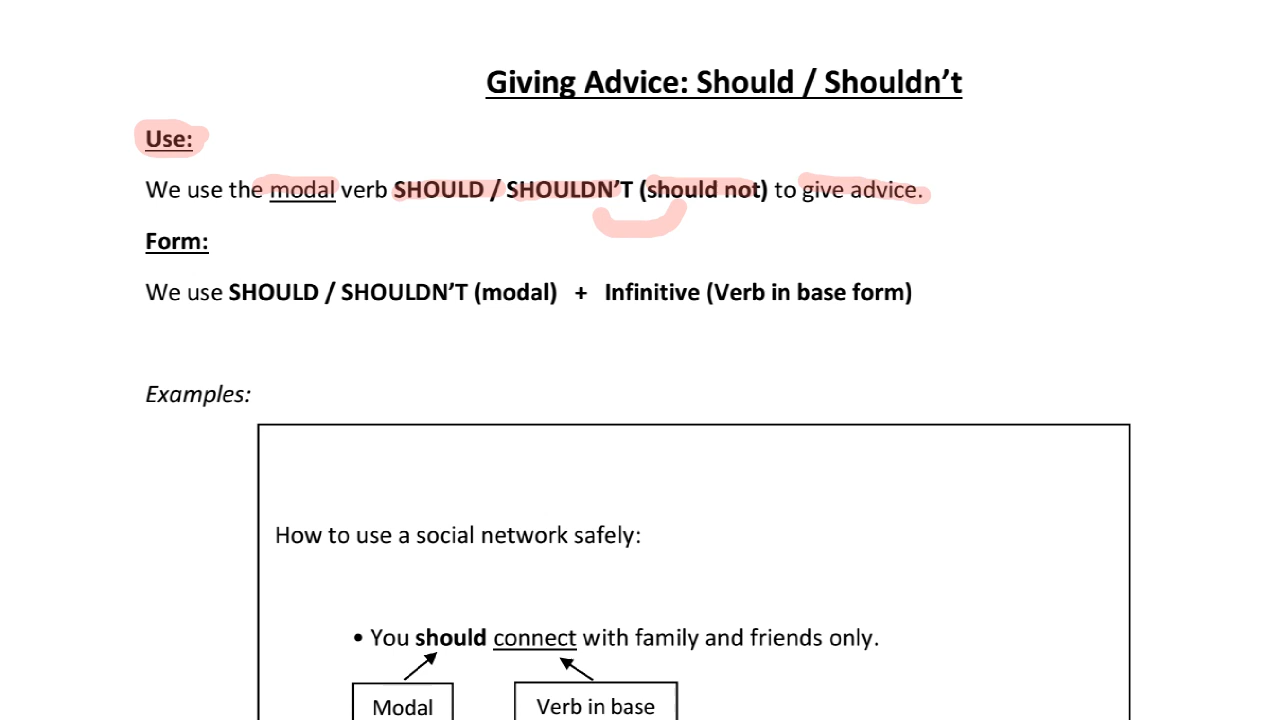 Giving Advice: Should / Shouldn’t
Use:
We use the modal verb SHOULD / SHOULDN’T (should not) to give advice.
Form:
We use SHOULD / SHOULDN’T (modal) + Infinitive (Verb in base form)
Examples:
How to use a social network safely:
• You should connect with family and friends only.
Modal Verb in base